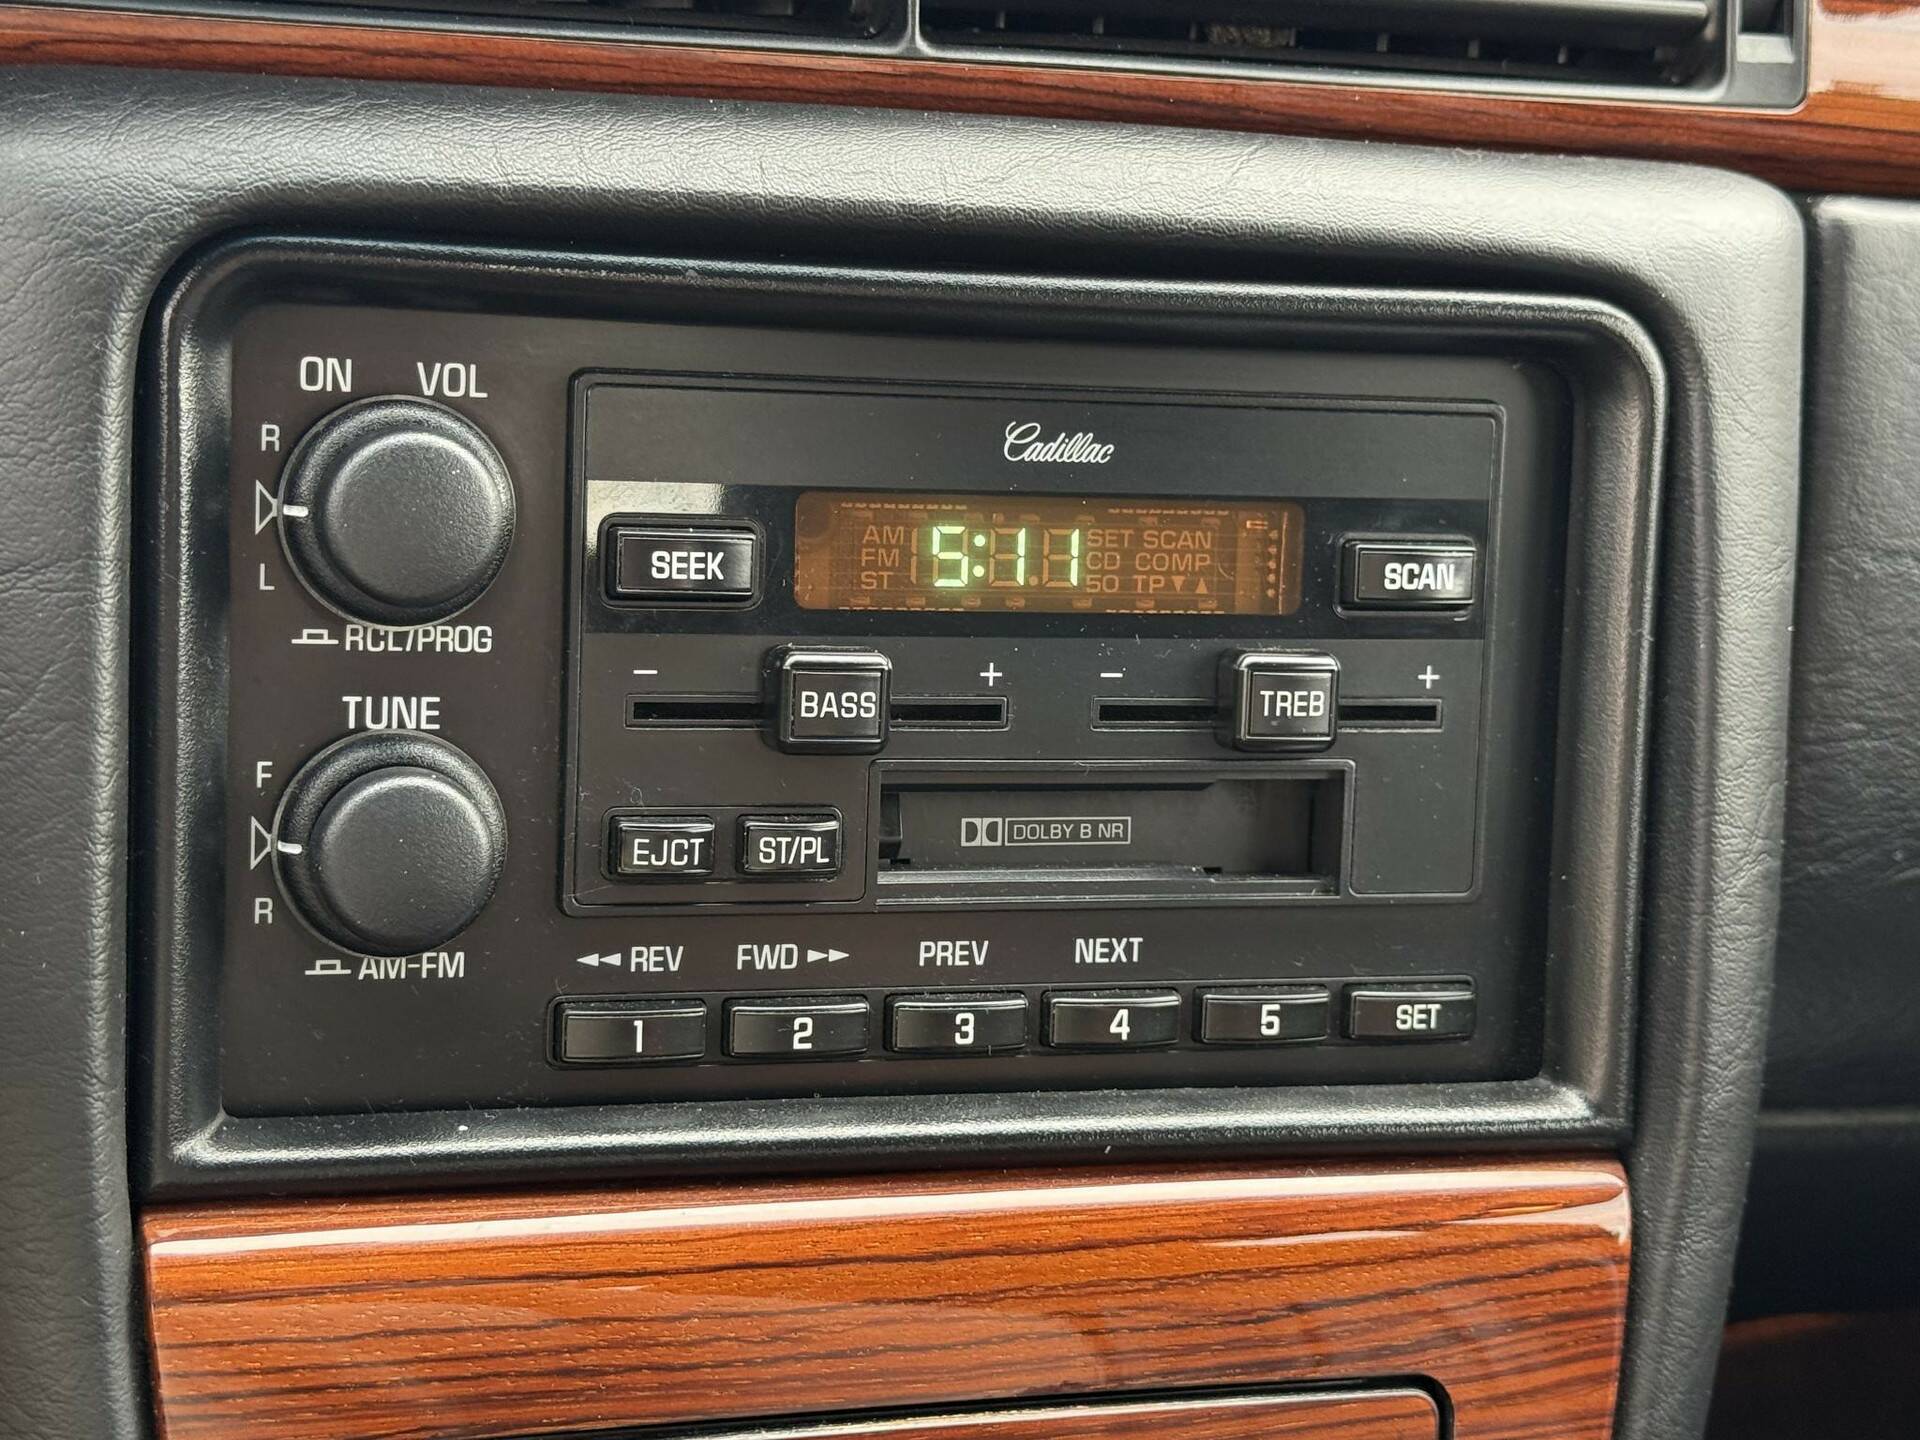 ON VOL
R
L
RCL/PROG
TUNE
F
R
AM-FM
Cadillac
SEEK
AM
FM
ST
5:11
SET SCAN
CD COMP
50 TP
SCAN
- BASS +
- TREB +
EJCT ST/PL
DOLBY B NR
REV FWD PREV NEXT
1 2 3 4 5 SET